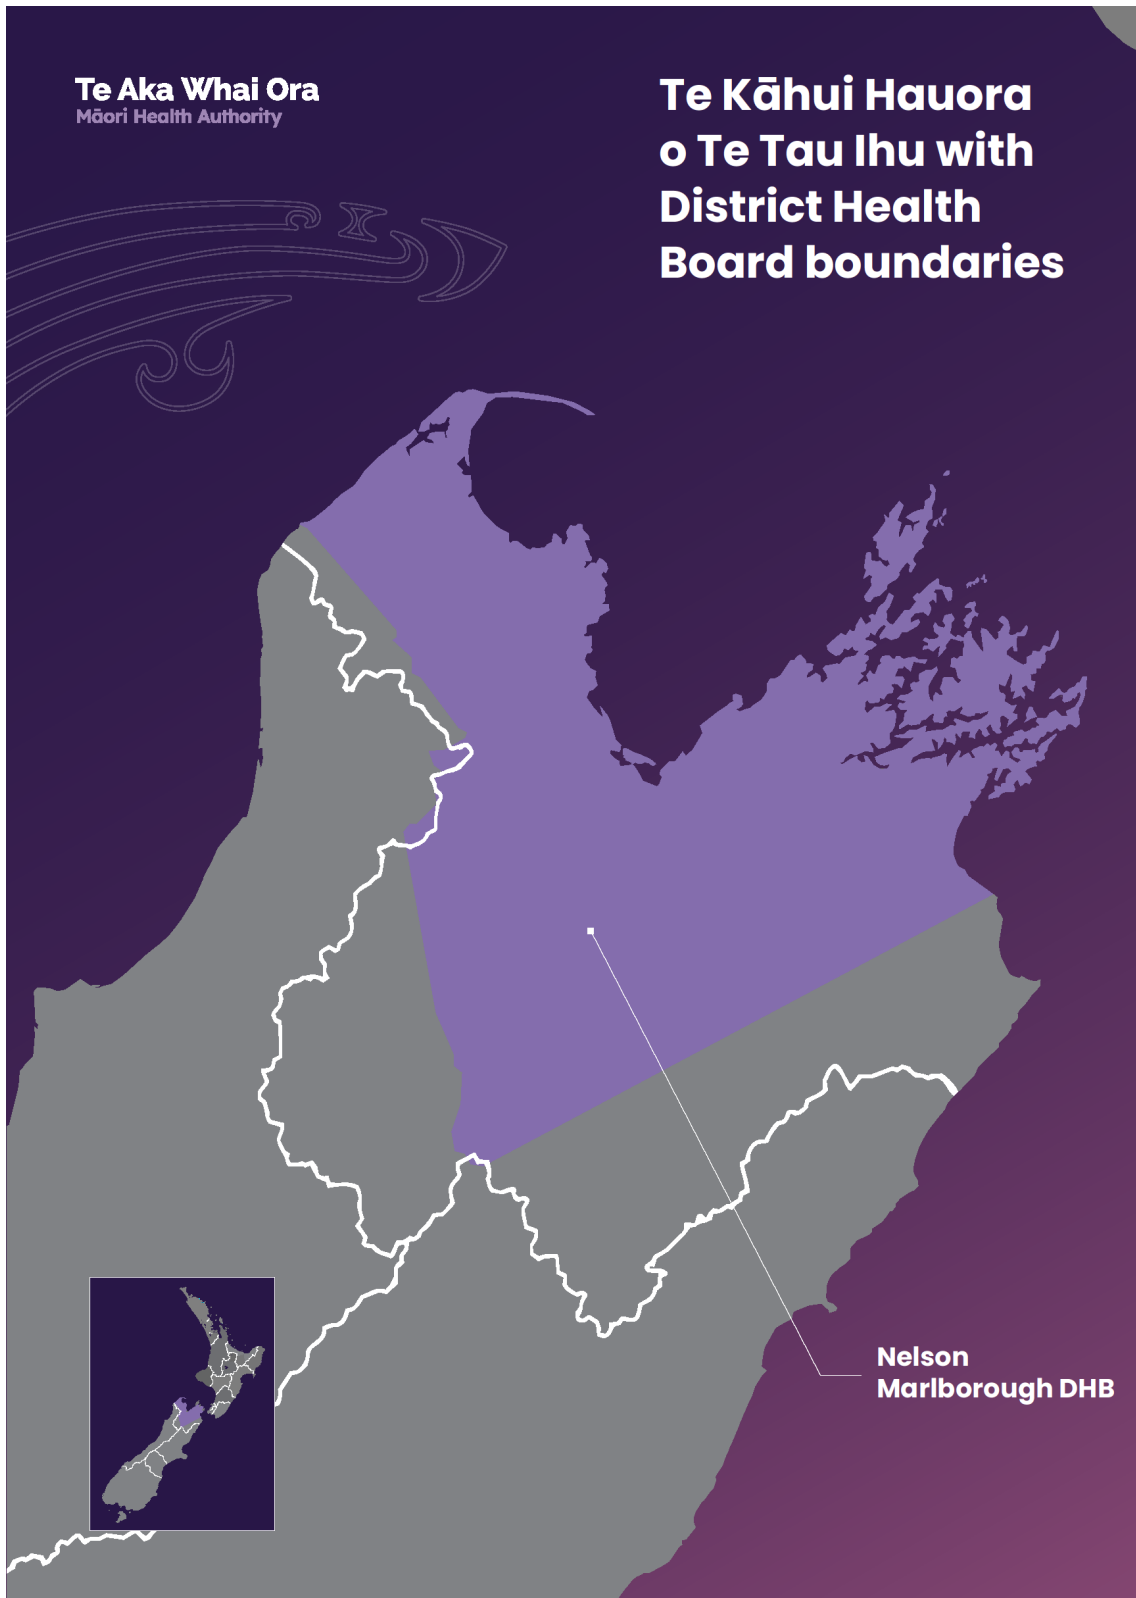 Te Aka Whai Ora
Māori Health Authority
Te Kāhui Hauora
o Te Tau Ihu with
District Health
Board boundaries
Nelson
Marlborough DHB